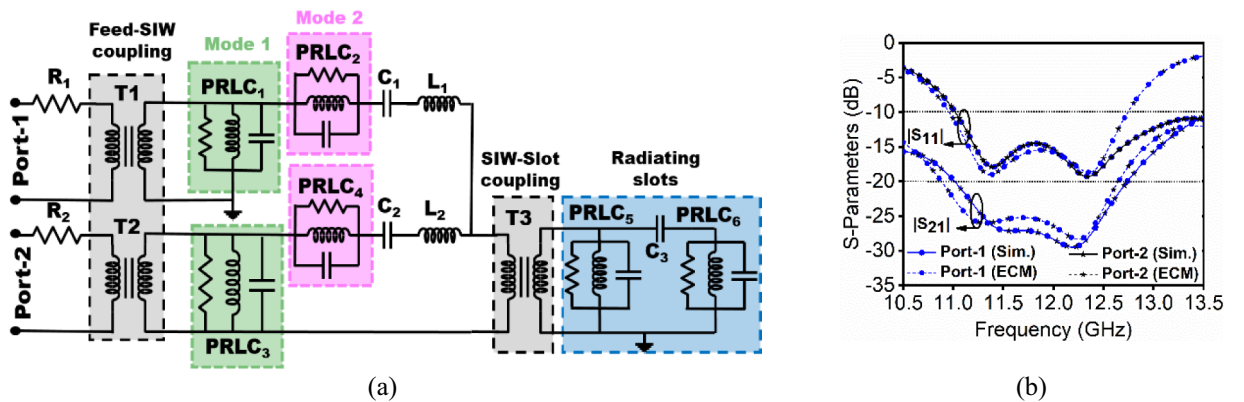 Feed-SIW
coupling
Mode 1
Mode 2
PRLC2
C1
L1
R1
T1
PRLC1
Port-1
SIW-Slot
coupling
Radiating
slots
PRLC4
C2
L2
R2
T2
Port-2
PRLC3
T3
PRLC5
C3
PRLC6
(a)
0
-5
-10
-15
-20
-25
-30
-35
S-Parameters (dB)
|S11|
|S21|
Port-1 (Sim.)
Port-2 (Sim.)
Port-1 (ECM)
Port-2 (ECM)
10.5 11.0 11.5 12.0 12.5 13.0 13.5
Frequency (GHz)
(b)